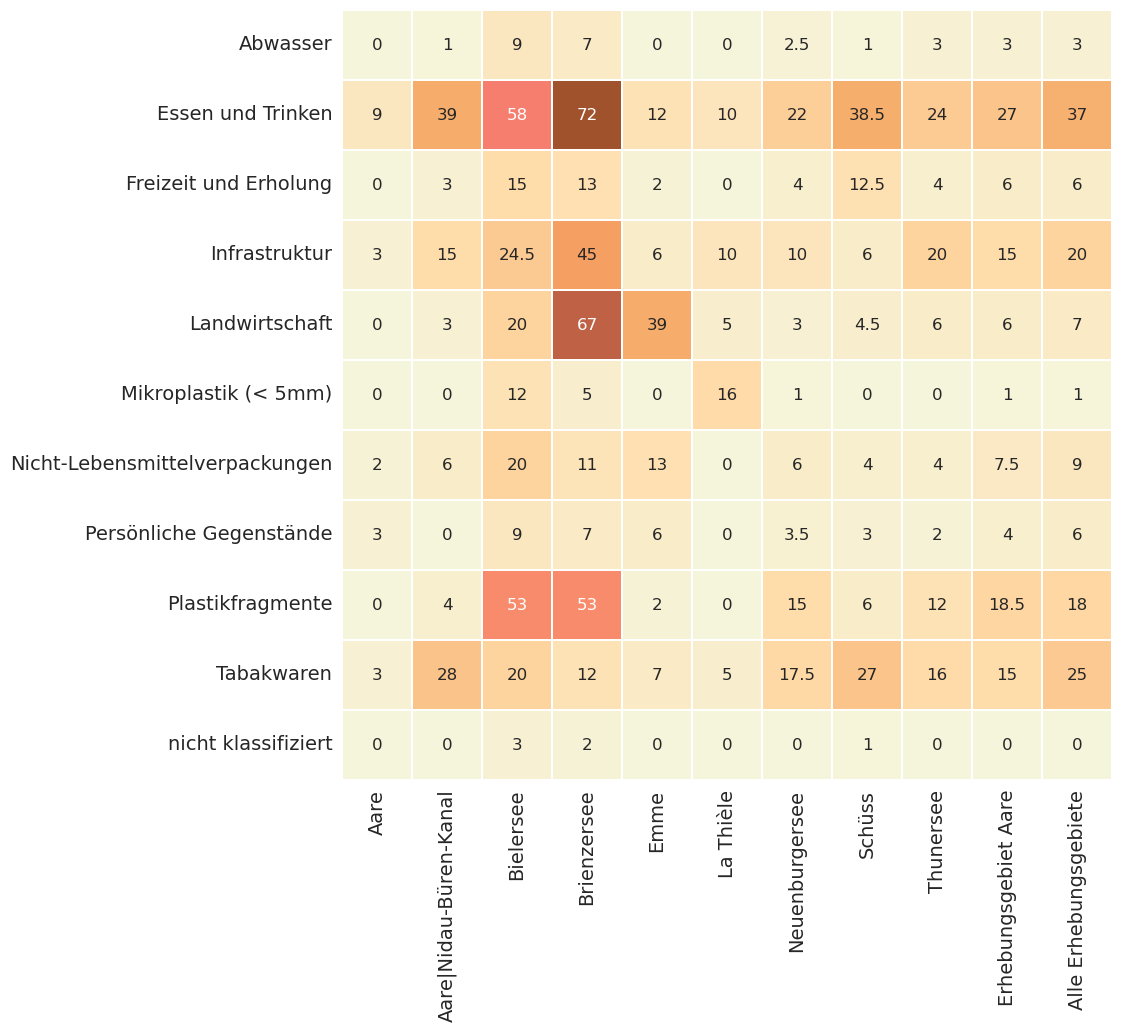 Abwasser 0 1 9 7 0 0 2.5 1 3 3 3
Essen und Trinken 9 39 58 72 12 10 22 38.5 24 27 37
Freizeit und Erholung 0 3 15 13 2 0 4 12.5 4 6 6
Infrastruktur 3 15 24.5 45 6 10 10 6 20 15 20
Landwirtschaft 0 3 20 67 39 5 3 4.5 6 6 7
Mikroplastik (< 5mm) 0 0 12 5 0 16 1 0 0 1 1
Nicht-Lebensmittelverpackungen 2 6 20 11 13 0 6 4 4 7.5 9
Persönliche Gegenstände 3 0 9 7 6 0 3.5 3 2 4 6
Plastikfragmente 0 4 53 53 2 0 15 6 12 18.5 18
Tabakwaren 3 28 20 12 7 5 17.5 27 16 15 25
nicht klassifiziert 0 0 3 2 0 0 0 1 0 0 0
Aare
Aare|Nidau-Büren-Kanal
Bielersee
Brienzersee
Emme
La Thièle
Neuenburgersee
Schüss
Thunersee
Erhebungsgebiet Aare
Alle Erhebungsgebiete